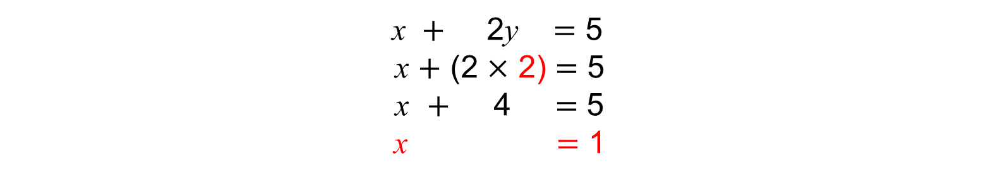 x + 2y = 5
x + (2 × 2) = 5
x + 4 = 5
x = 1